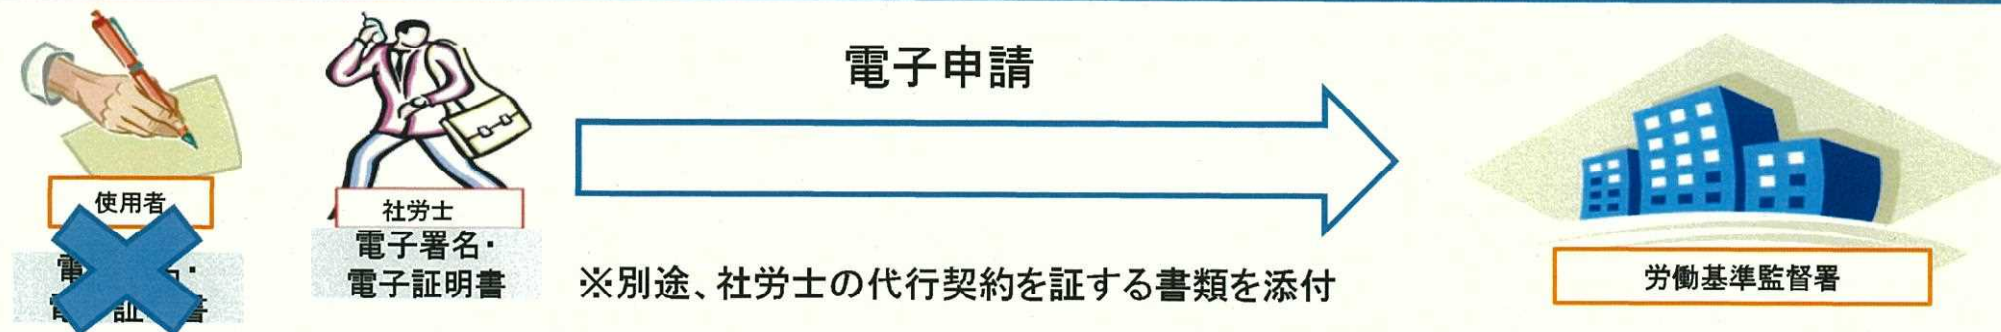 電子申請
使用者
社労士
電子署名・
電子証明書
※別途、社労士の代行契約を証する書類を添付
労働基準監督署